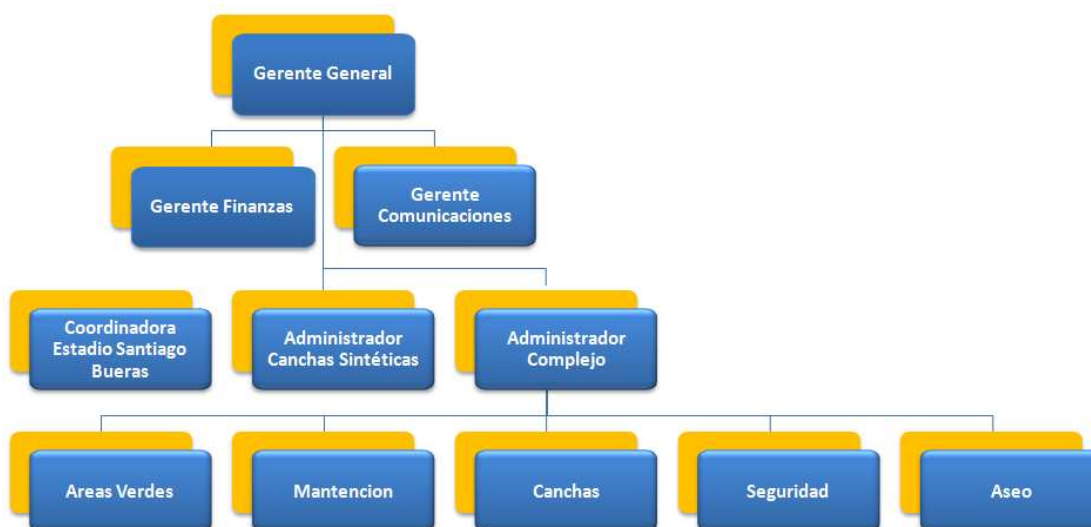 Gerente General
Gerente Finanzas
Gerente
Comunicaciones
Coordinadora
Estadio Santiago
Bueras
Administrador
Canchas Sintéticas
Administrador
Complejo
Areas Verdes
Mantencion
Canchas
Seguridad
Aseo